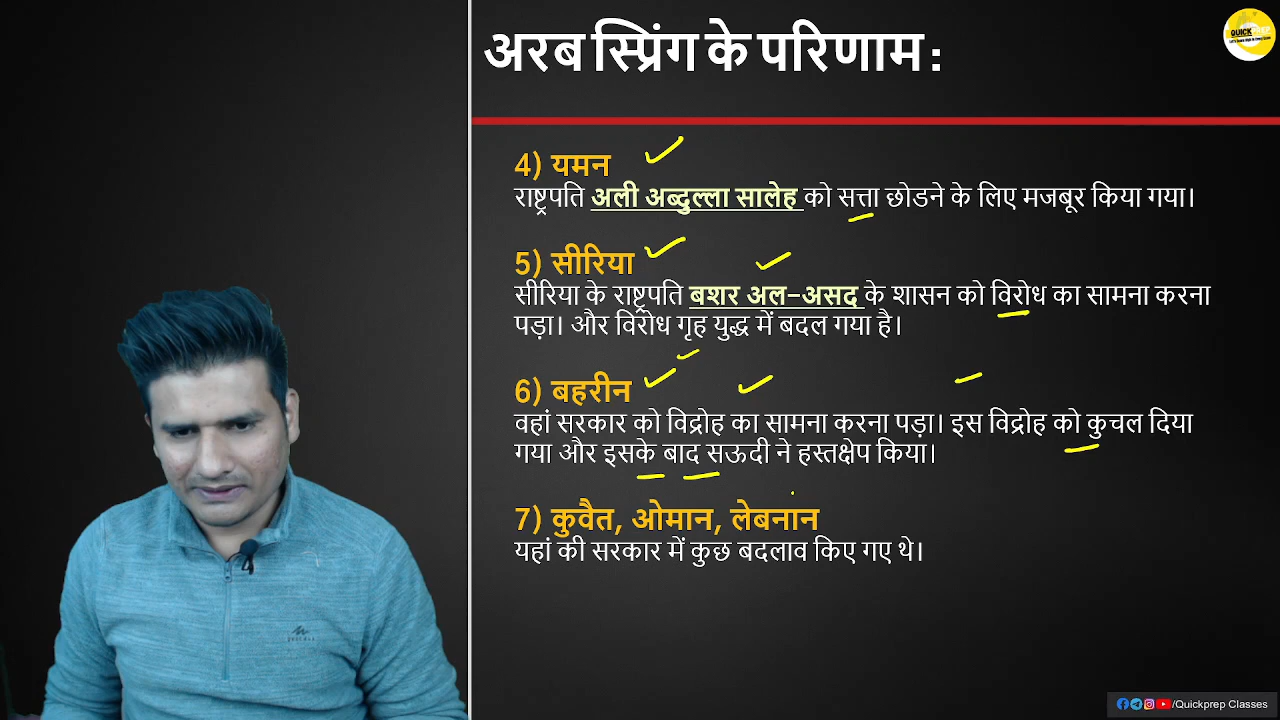 अरब स्प्रिंग के परिणाम :
QUICKPREP
4) यमन
राष्ट्रपति अली अब्दुल्ला सालेह को सत्ता छोडने के लिए मजबूर किया गया।
5) सीरिया
सीरिया के राष्ट्रपति बशर अल-असद के शासन को विरोध का सामना करना
पड़ा। और विरोध गृह युद्ध में बदल गया है।
6) बहरीन
वहां सरकार को विद्रोह का सामना करना पड़ा। इस विद्रोह को कुचल दिया
गया और इसके बाद सऊदी ने हस्तक्षेप किया।
7) कुवैत, ओमान, लेबनान
यहां की सरकार में कुछ बदलाव किए गए थे।
/Quickprep Classes